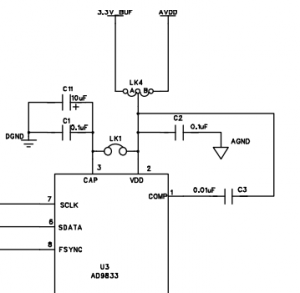 3.3V_BUF AVDD
LK4
A B
C11
10uF
C1
0.1uF
DGND
LK1
C2
0.1uF
AGND
3 2
CAP VDD
COMP 1
0.01uF C3
7 SCLK
6 SDATA
8 FSYNC
U3
AD9833